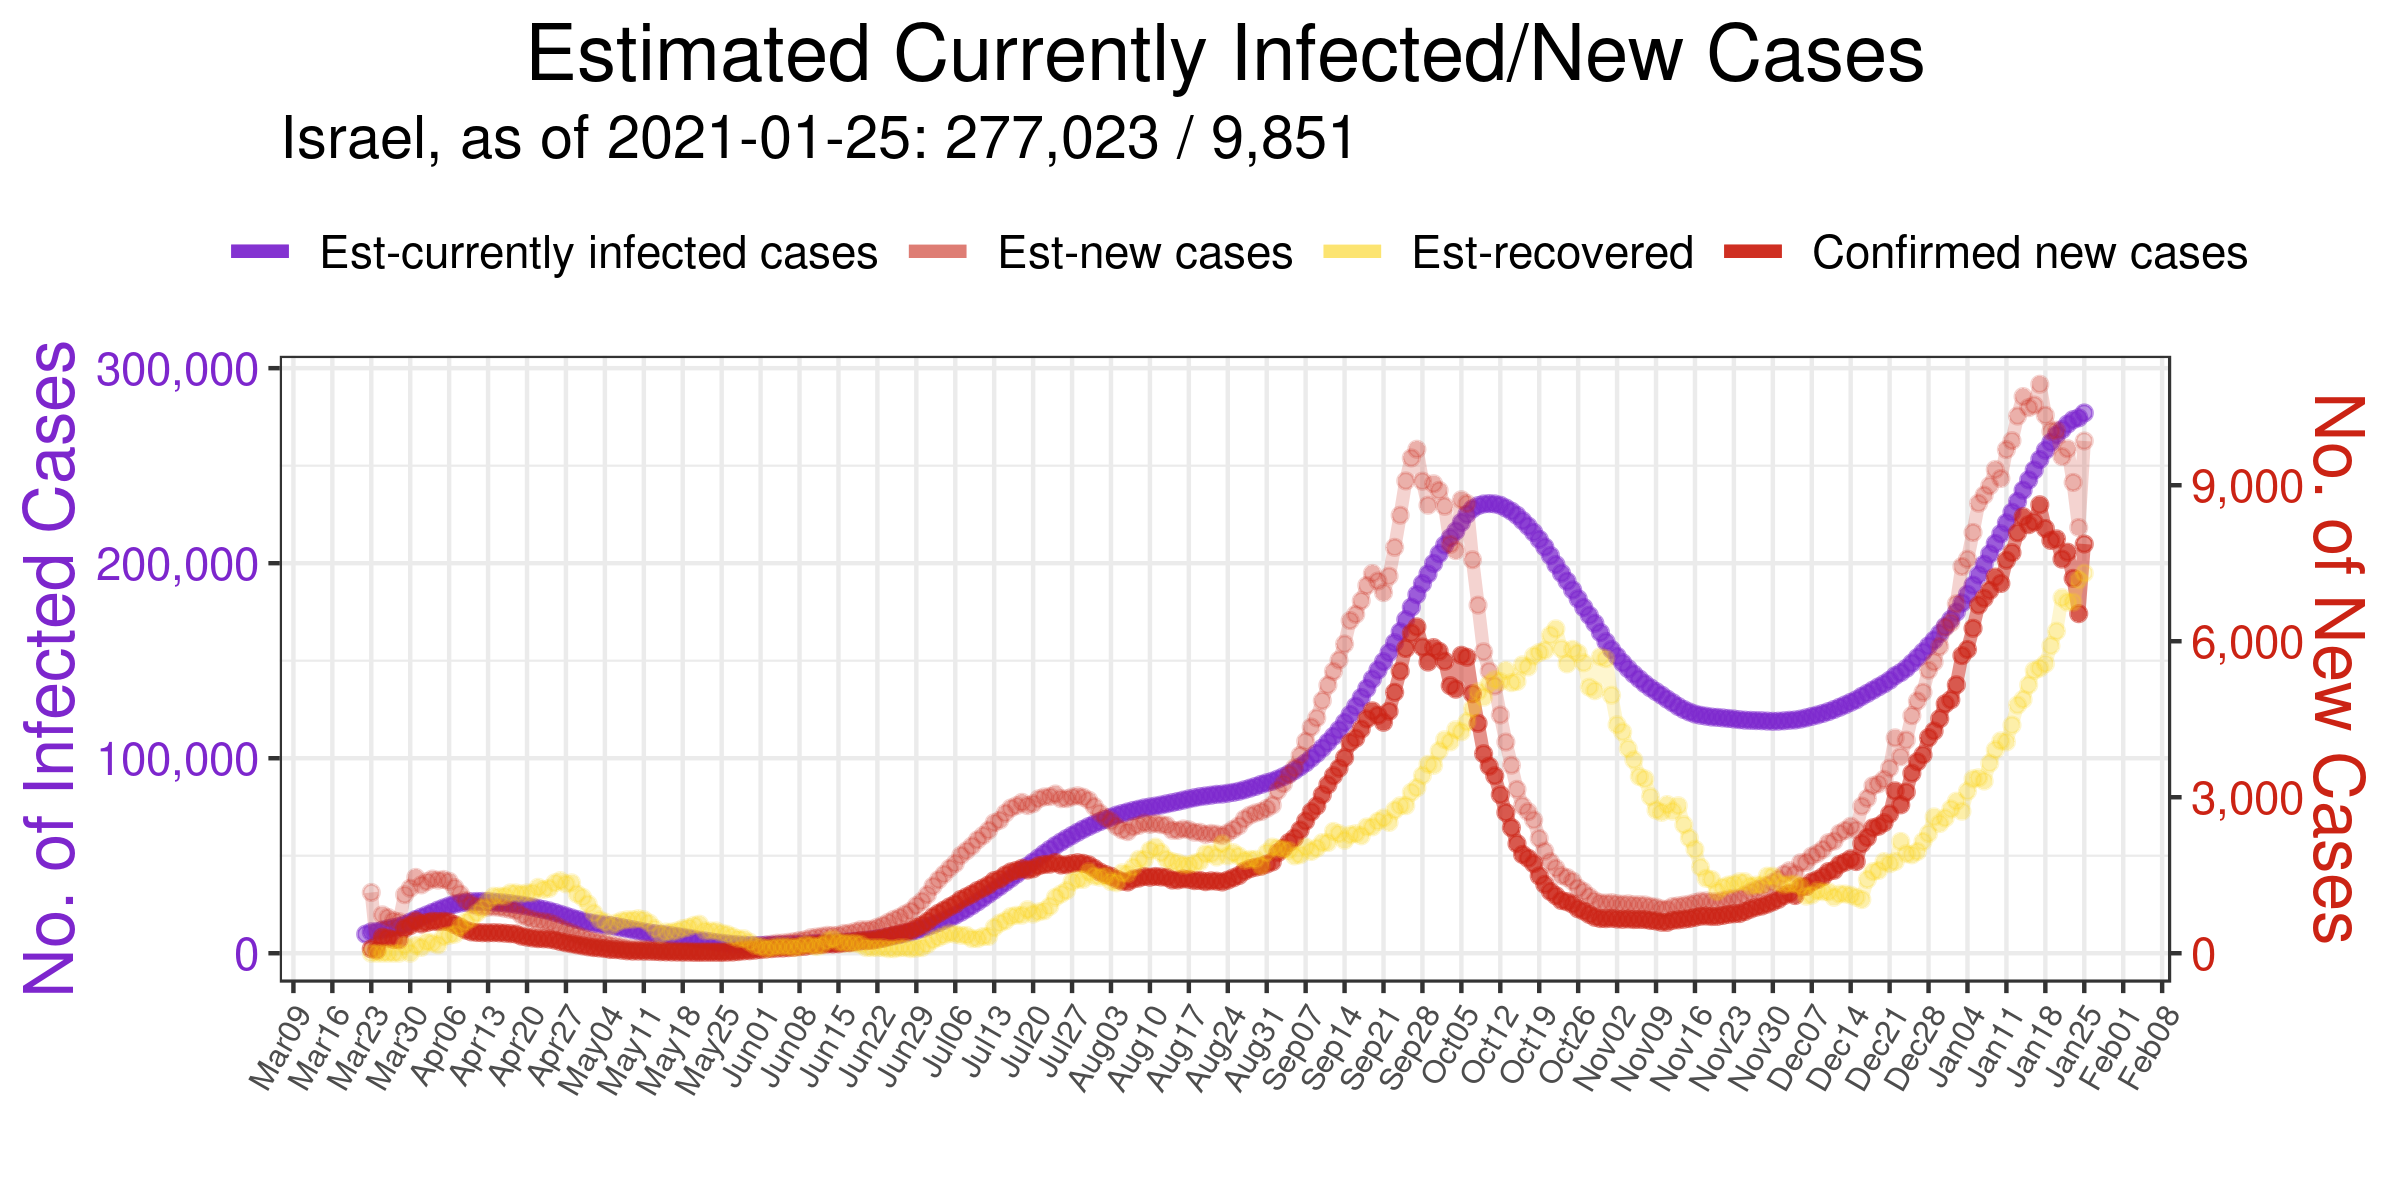 Estimated Currently Infected/New Cases
Israel, as of 2021-01-25: 277,023 / 9,851
Est-currently infected cases Est-new cases Est-recovered Confirmed new cases
No. of Infected Cases
300,000
200,000
100,000
0
9,000
6,000
3,000
0
No. of New Cases
Mar09 Mar16 Mar23 Mar30 Apr06 Apr13 Apr20 Apr27 May04 May11 May18 May25 Jun01 Jun08 Jun15 Jun22 Jun29 Jul06 Jul13 Jul20 Jul27 Aug03 Aug10 Aug17 Aug24 Aug31 Sep07 Sep14 Sep21 Sep28 Oct05 Oct12 Oct19 Oct26 Nov02 Nov09 Nov16 Nov23 Nov30 Dec07 Dec14 Dec21 Dec28 Jan04 Jan11 Jan18 Jan25 Feb01 Feb08